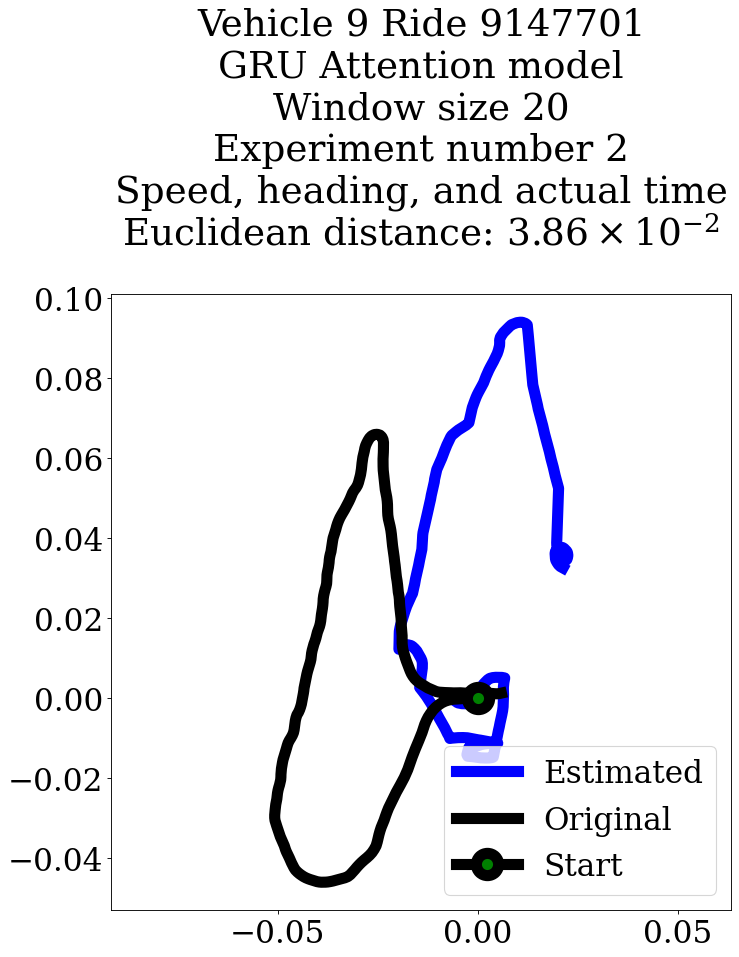 Vehicle 9 Ride 9147701
GRU Attention model
Window size 20
Experiment number 2
Speed, heading, and actual time
Euclidean distance: 3.86 × 10⁻²
0.10
0.08
0.06
0.04
0.02
0.00
−0.02
−0.04
Estimated
Original
Start
−0.05
0.00
0.05